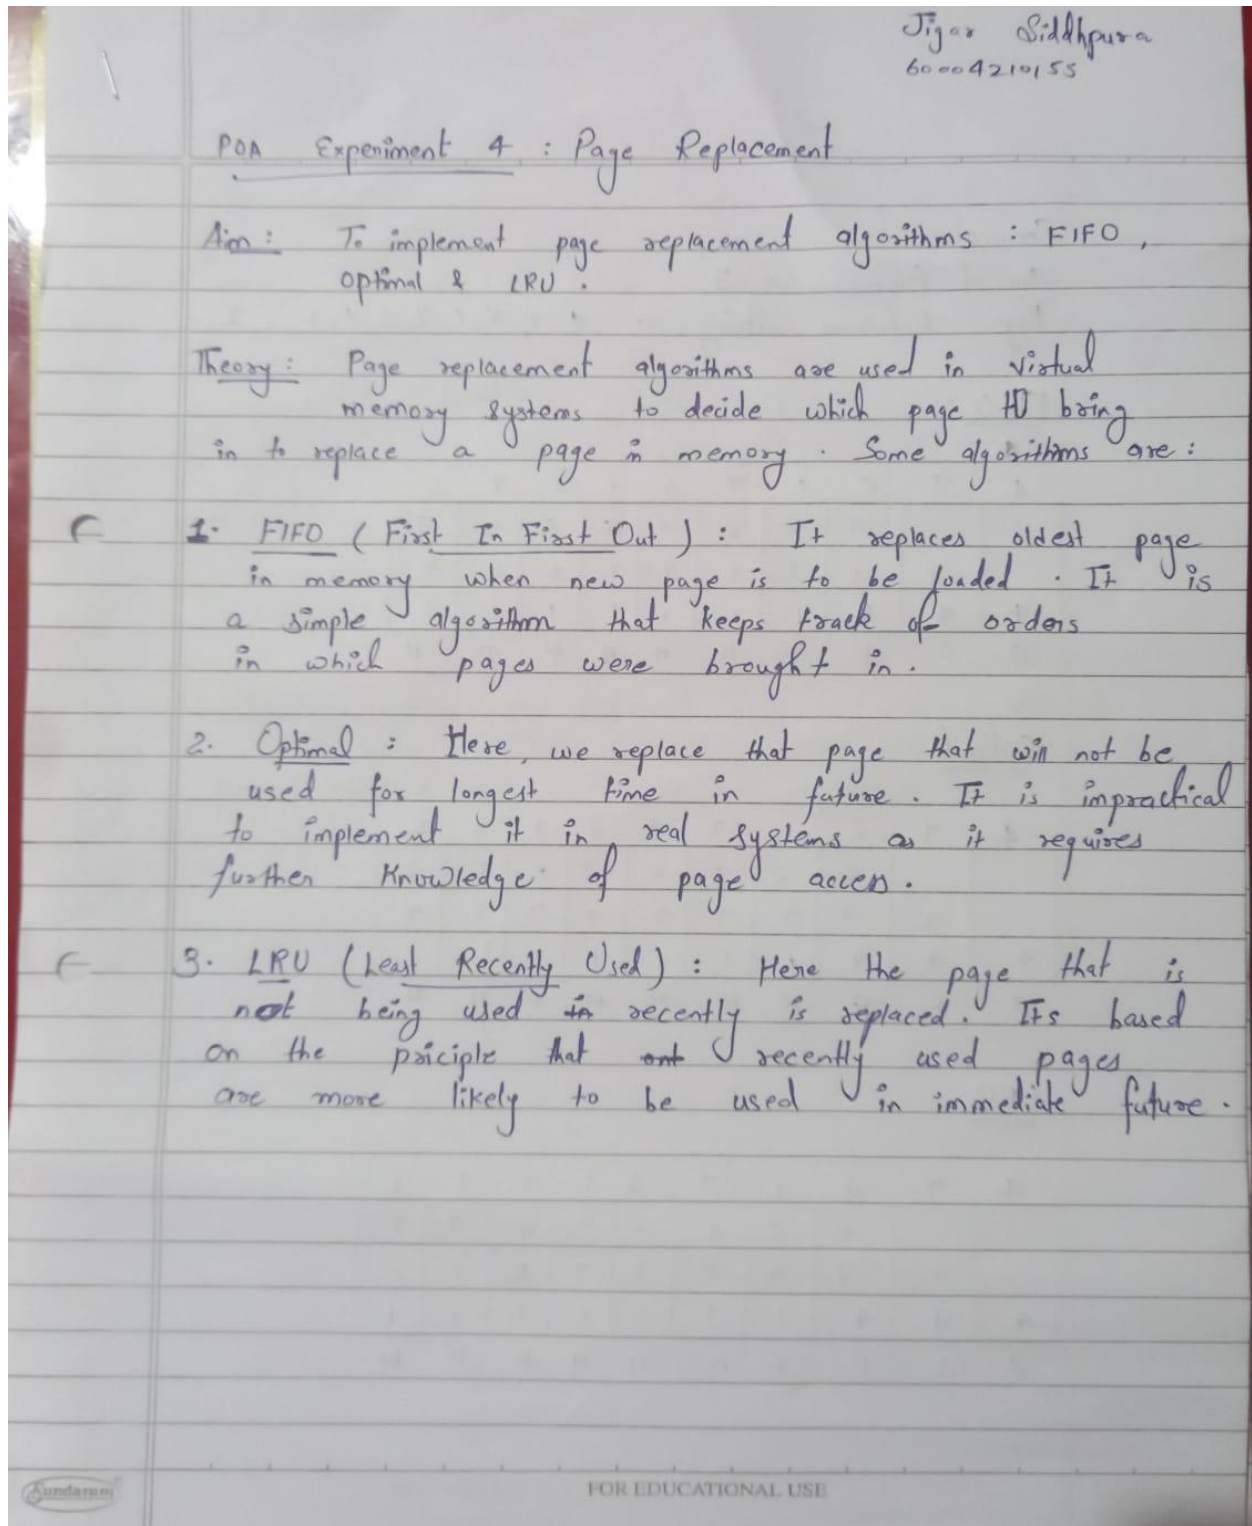 Jigar Siddhpura
60004210155
POA Experiment 4 : Page Replacement
Aim : To implement page replacement algorithms : FIFO ,
optimal & LRU .
Theory : Page replacement algorithms are used in virtual
memory systems to decide which page to bring
in to replace a page in memory . Some algorithms are :
1. FIFO ( First In First Out ) : It replaces oldest page
in memory when new page is to be loaded . It is
a simple algorithm that keeps track of orders
in which pages were brought in .
2. Optimal : Here, we replace that page that will not be
used for longest time in future . It is impractical
to implement it in real systems as it requires
further knowledge of page access .
3. LRU (Least Recently Used) : Here the page that is
not being used in recently is replaced. Its based
on the priciple that recently used pages
are more likely to be used in immediate future .
Sundaram
FOR EDUCATIONAL USE